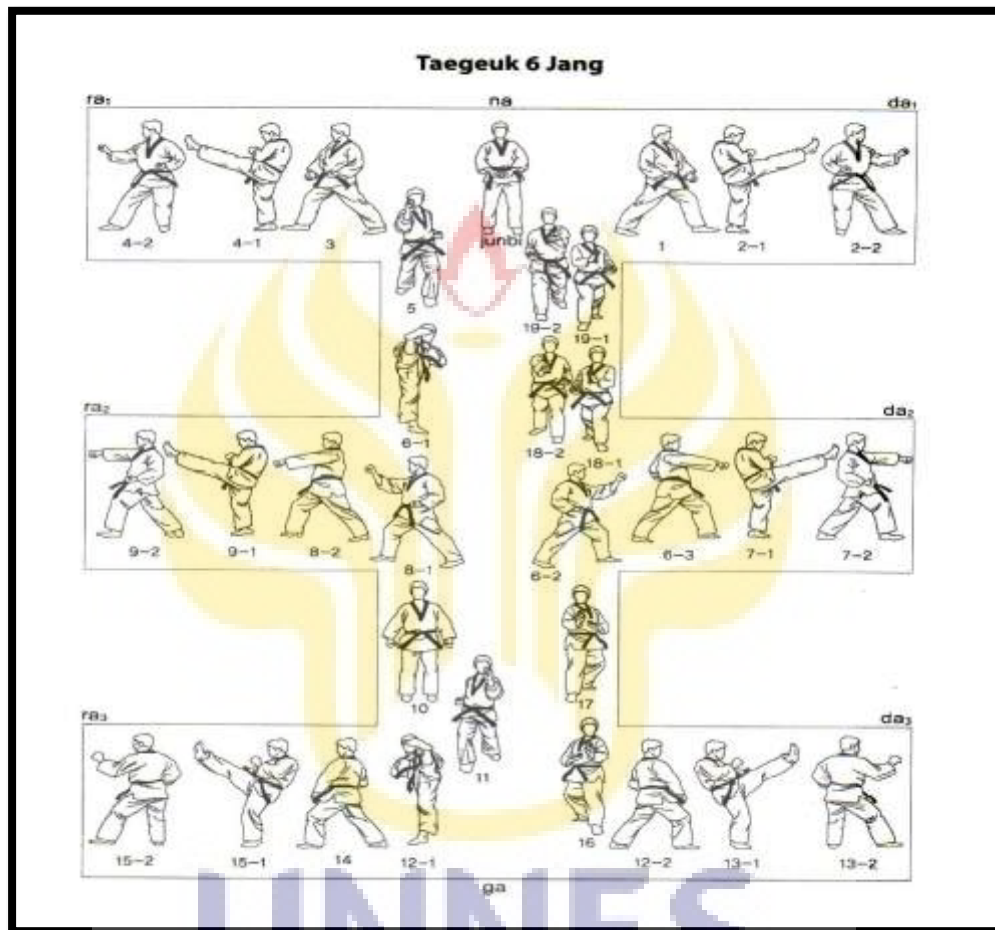 Taegeuk 6 Jang
ra₁ na da₁
4-2 4-1 3 junbi 1 2-1 2-2
5
19-2 19-1
6-1
18-2 18-1
ra₂ da₂
9-2 9-1 8-2 8-1 6-2 6-3 7-1 7-2
10 17
ra₃ da₃
11
16
15-2 15-1 14 12-1 12-2 13-1 13-2
ga
UNNES